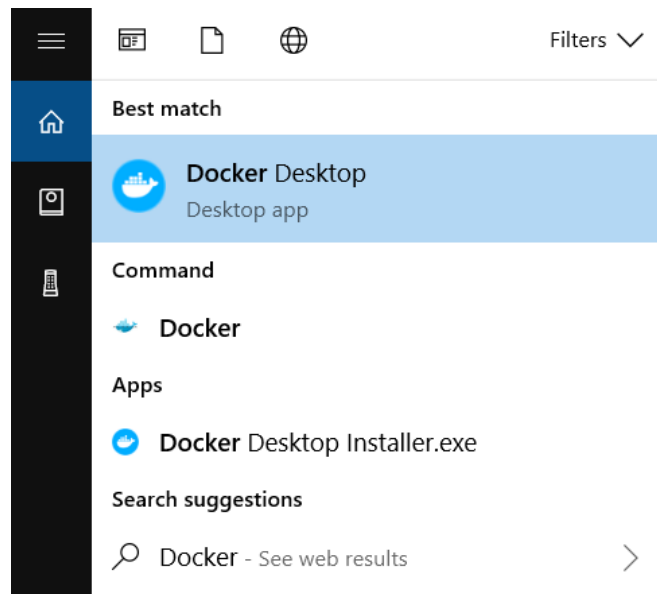 Filters
Best match
Docker Desktop
Desktop app
Command
Docker
Apps
Docker Desktop Installer.exe
Search suggestions
Docker - See web results